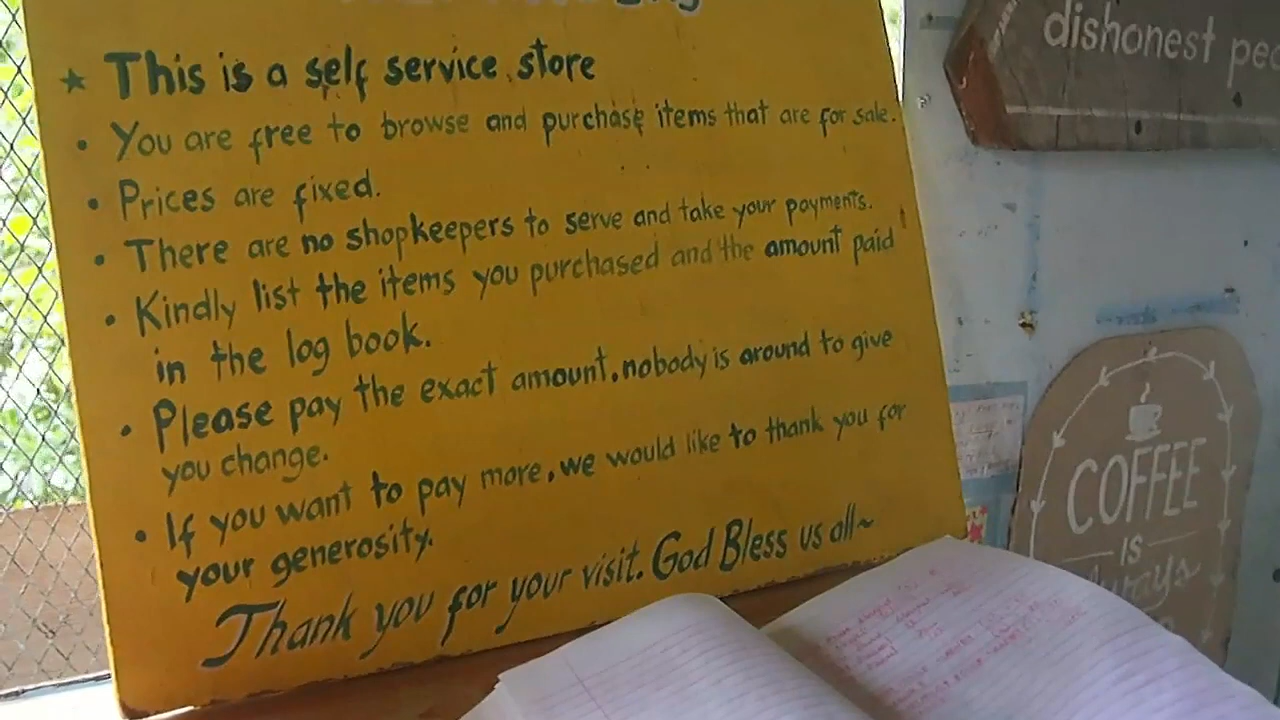 ★ This is a self service store
• You are free to browse and purchase items that are for sale.
• Prices are fixed.
• There are no shopkeepers to serve and take your payments.
• Kindly list the items you purchased and the amount paid
in the log book.
• Please pay the exact amount, nobody is around to give
you change.
• If you want to pay more, we would like to thank you for
your generosity.
Thank you for your visit. God Bless us all~
dishonest
COFFEE
IS
always